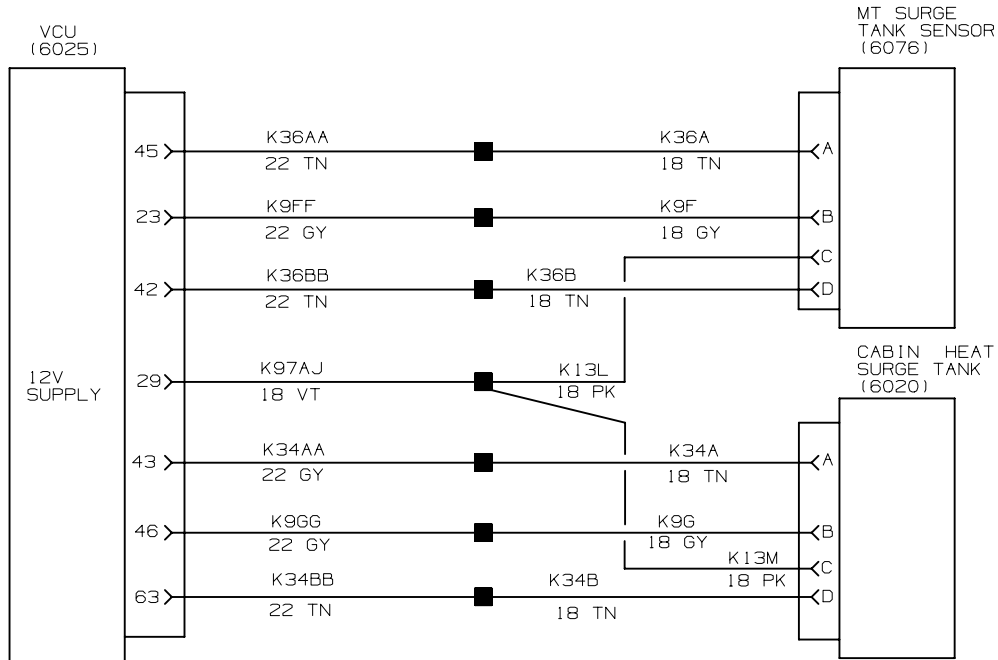 VCU
(6025)
MT SURGE
TANK SENSOR
(6076)
45
K36AA
22 TN
K36A
18 TN
A
23
K9FF
22 GY
K9F
18 GY
B
C
42
K36BB
22 TN
K36B
18 TN
D
12V
SUPPLY
29
K97AJ
18 VT
K13L
18 PK
CABIN HEAT
SURGE TANK
(6020)
43
K34AA
22 GY
K34A
18 TN
A
46
K9GG
22 GY
K9G
18 GY
B
K13M
18 PK
C
63
K34BB
22 TN
K34B
18 TN
D